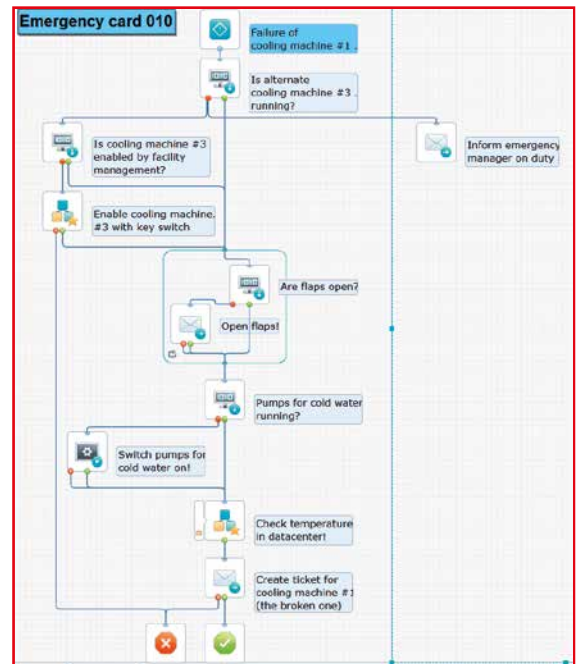 Emergency card 010
Failure of
cooling machine #1 .
Is alternate
cooling machine #3 .
running?
Is cooling machine #3
enabled by facility
management?
Inform emergency
manager on duty
Enable cooling machine.
#3 with key switch
Are flaps open?
Open flaps!
Pumps for cold water
running?
Switch pumps for
cold water on!
Check temperature
in datacenter!
Create ticket for
cooling machine #1
(the broken one)